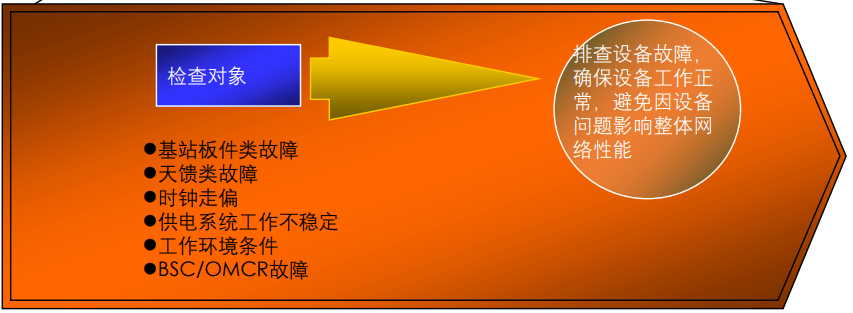 检查对象
排查设备故障，
确保设备工作正
常，避免因设备
问题影响整体网
络性能
●基站板件类故障
●天馈类故障
●时钟走偏
●供电系统工作不稳定
●工作环境条件
●BSC/OMCR故障